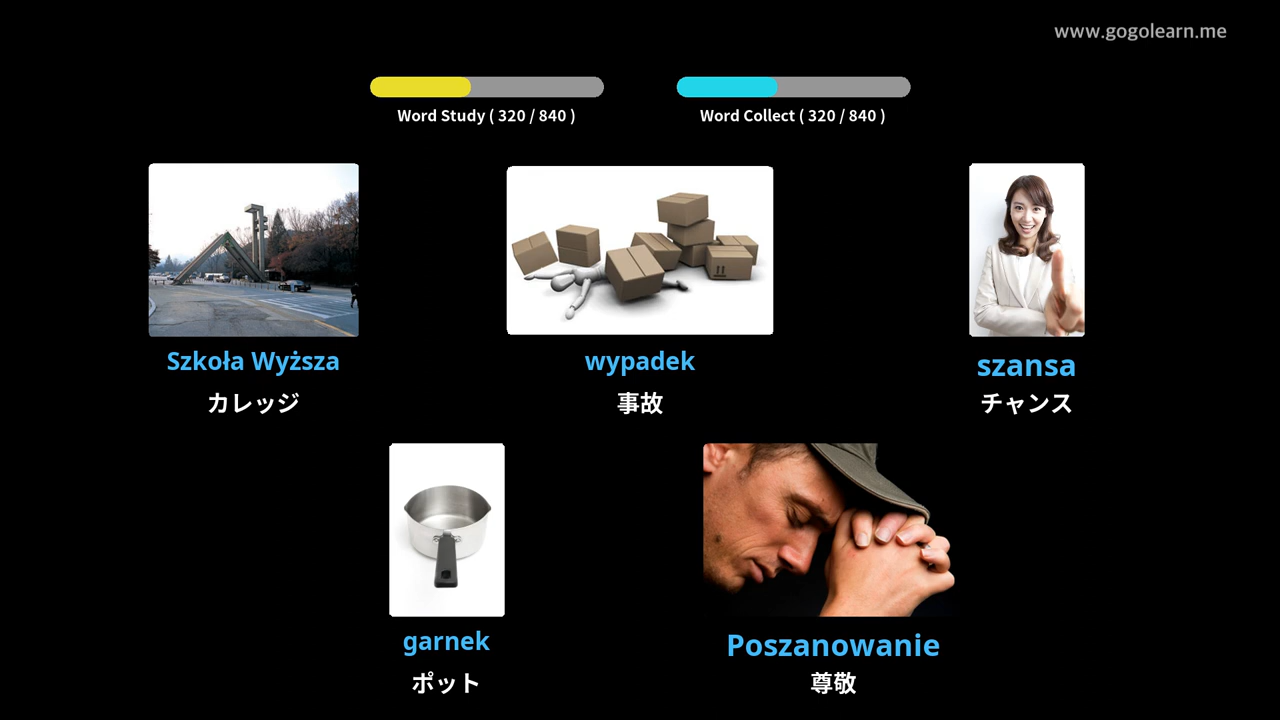 www.gogolearn.me
Word Study ( 320 / 840 )
Word Collect ( 320 / 840 )
Szkoła Wyższa
カレッジ
wypadek
事故
szansa
チャンス
garnek
ポット
Poszanowanie
尊敬